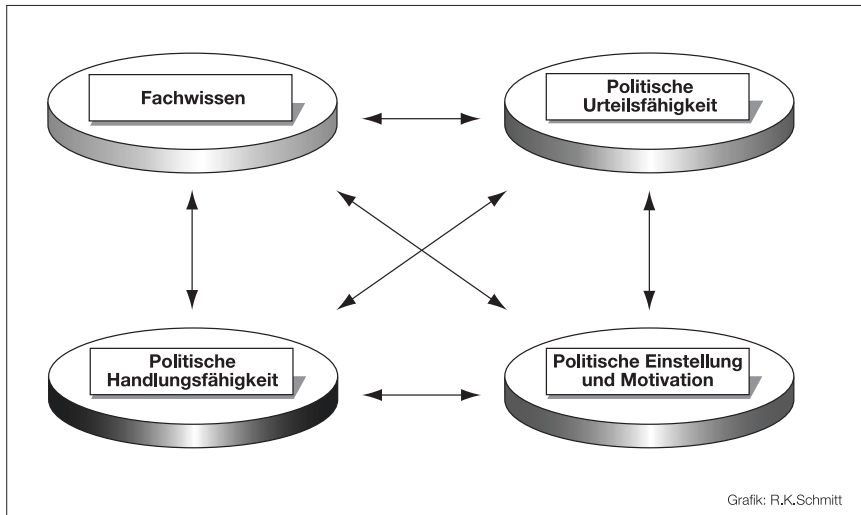 Fachwissen
Politische
Urteilsfähigkeit
Politische
Handlungsfähigkeit
Politische Einstellung
und Motivation
Grafik: R.K.Schmitt